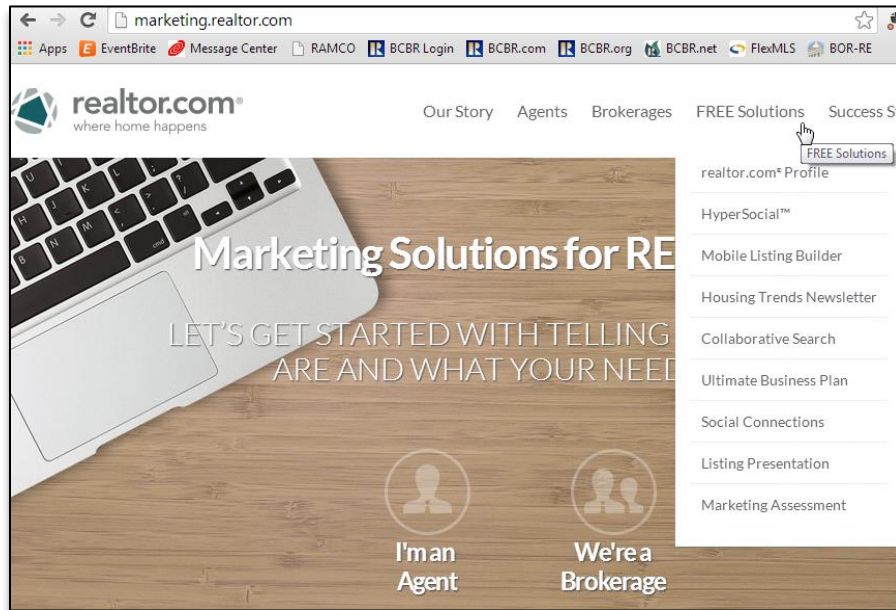 marketing.realtor.com
Apps EventBrite Message Center RAMCO BCBR Login BCBR.com BCBR.org BCBR.net FlexMLS BOR-RE
realtor.com®
where home happens
Our Story Agents Brokerages FREE Solutions Success S
FREE Solutions
realtor.com® Profile
HyperSocial™
Mobile Listing Builder
Housing Trends Newsletter
Collaborative Search
Ultimate Business Plan
Social Connections
Listing Presentation
Marketing Assessment
Marketing Solutions for RE
LET'S GET STARTED WITH TELLING
ARE AND WHAT YOUR NEED
I'm an
Agent
We're a
Brokerage